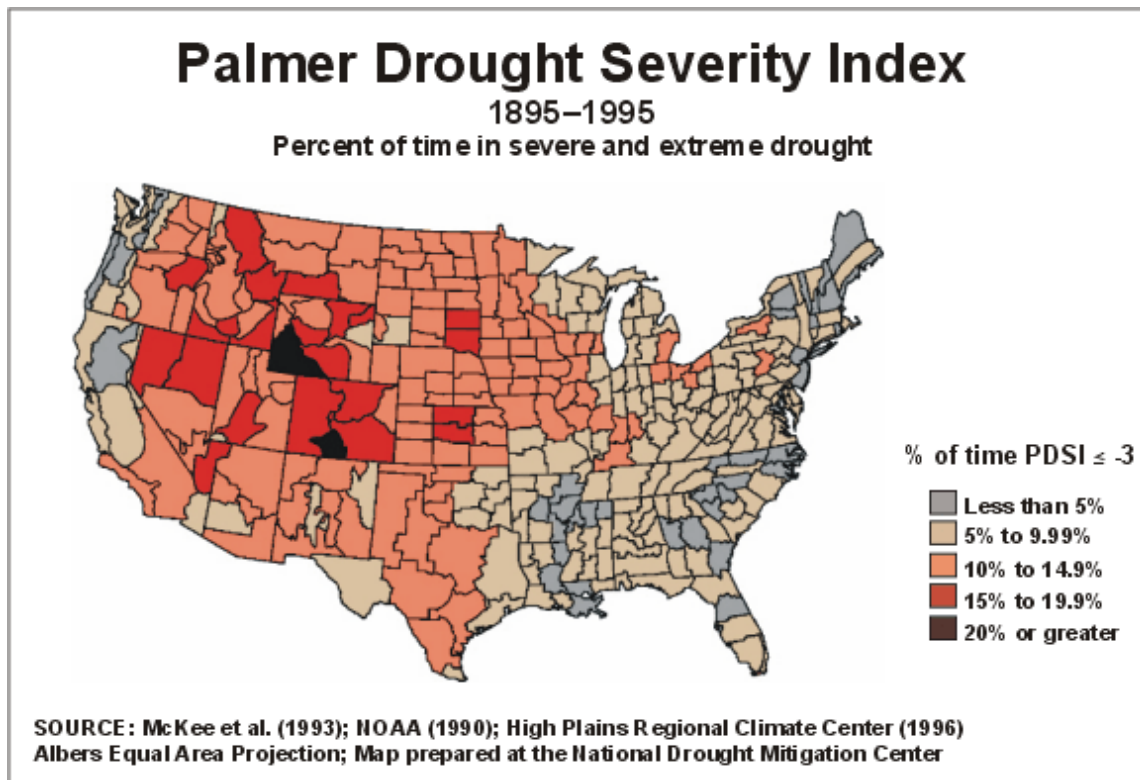 Palmer Drought Severity Index
1895–1995
Percent of time in severe and extreme drought
% of time PDSI ≤ -3
Less than 5%
5% to 9.99%
10% to 14.9%
15% to 19.9%
20% or greater
SOURCE: McKee et al. (1993); NOAA (1990); High Plains Regional Climate Center (1996)
Albers Equal Area Projection; Map prepared at the National Drought Mitigation Center